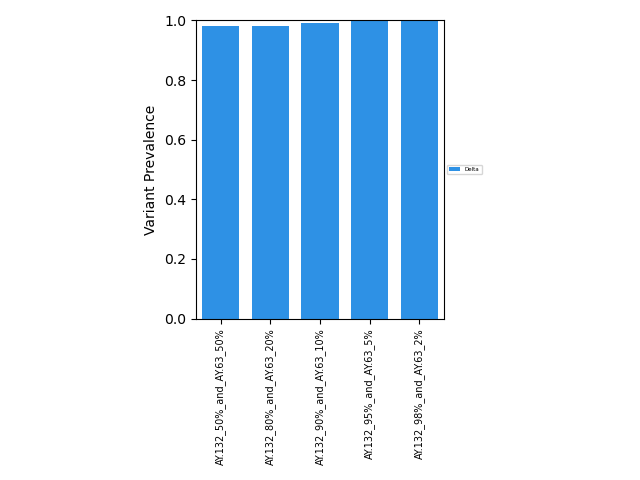 1.0
0.8
0.6
0.4
0.2
0.0
Variant Prevalence
Delta
AY.132_50%_and_AY.63_50%
AY.132_80%_and_AY.63_20%
AY.132_90%_and_AY.63_10%
AY.132_95%_and_AY.63_5%
AY.132_98%_and_AY.63_2%